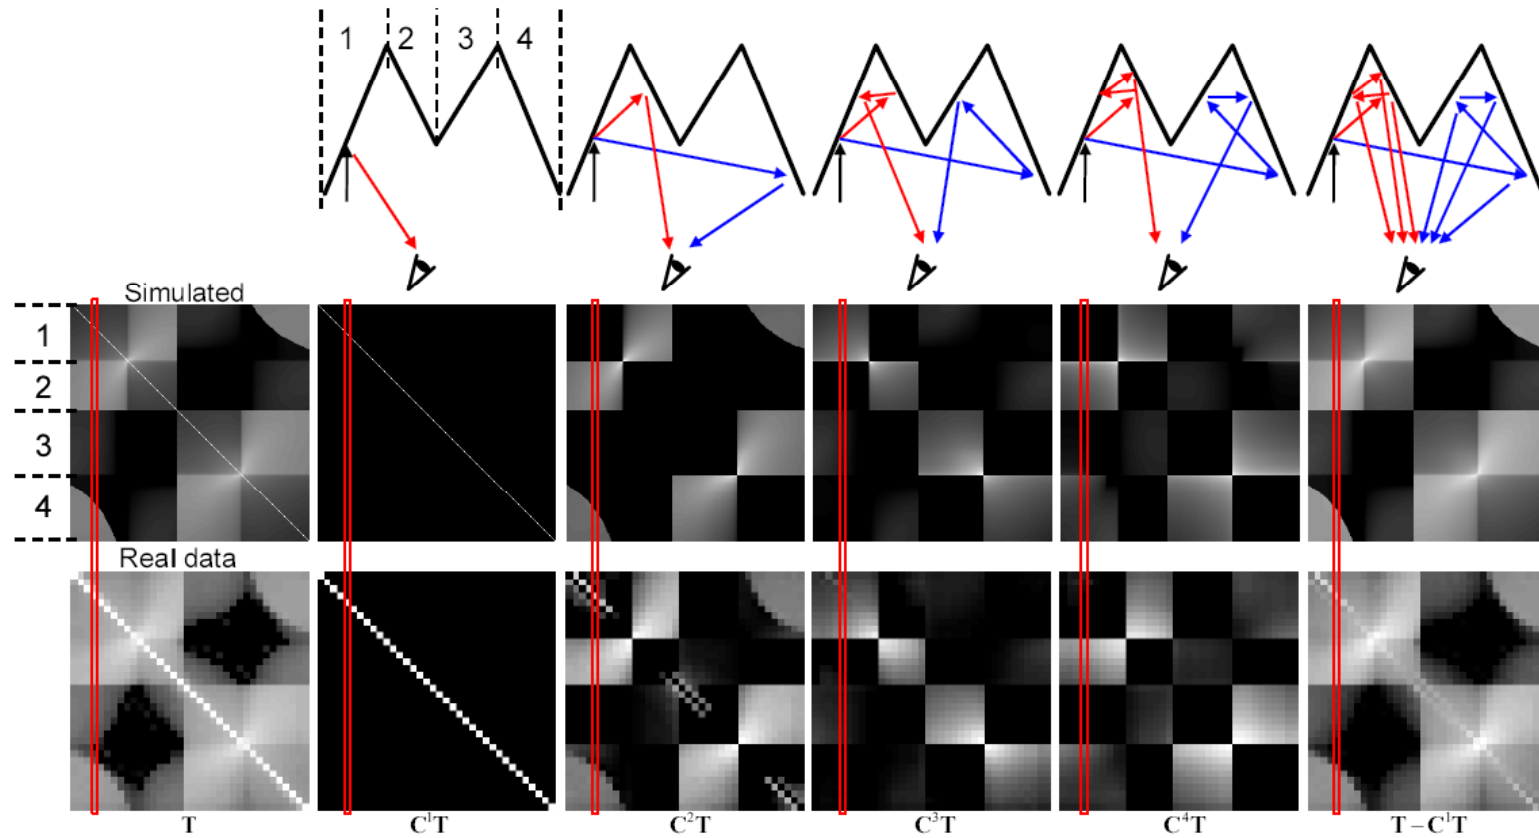 1 2 3 4
Simulated
1
2
3
4
Real data
T C¹T C²T C³T C⁴T T – C¹T